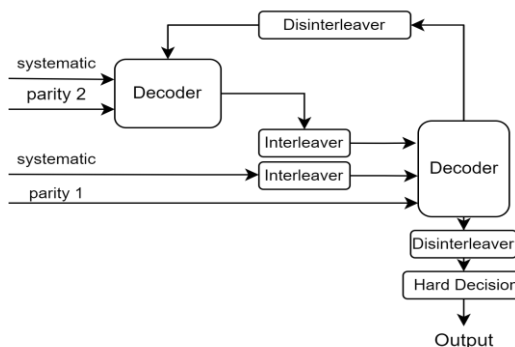 Disinterleaver
systematic
Decoder
parity 2
Interleaver
systematic
Interleaver
Decoder
parity 1
Disinterleaver
Hard Decision
Output